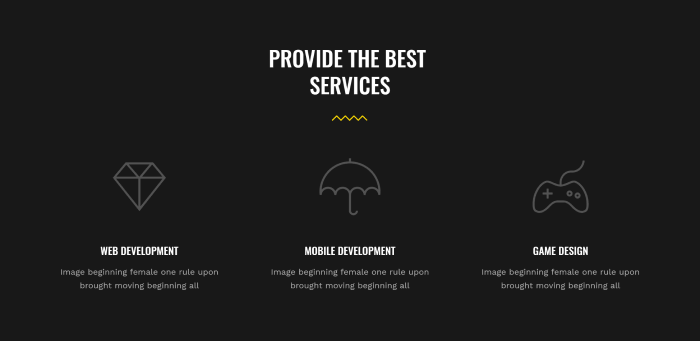 PROVIDE THE BEST
SERVICES
WEB DEVELOPMENT
Image beginning female one rule upon
brought moving beginning all
MOBILE DEVELOPMENT
Image beginning female one rule upon
brought moving beginning all
GAME DESIGN
Image beginning female one rule upon
brought moving beginning all